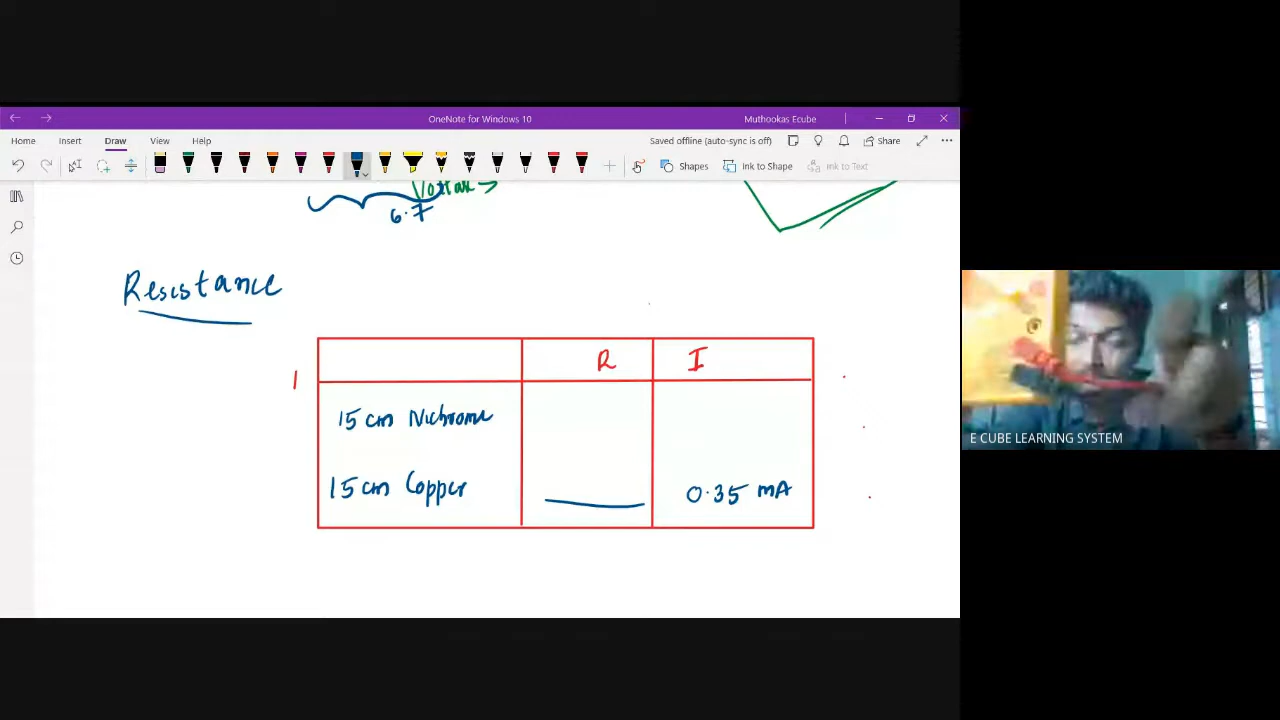 OneNote for Windows 10
Muthookas Ecube
Home Insert Draw View Help
Saved offline (auto-sync is off)
Share
Shapes
Ink to Shape
Ink to Text
6.7
Resistance
R I
1
15 cm Nichrome
15 cm Copper 0.35 mA
E CUBE LEARNING SYSTEM